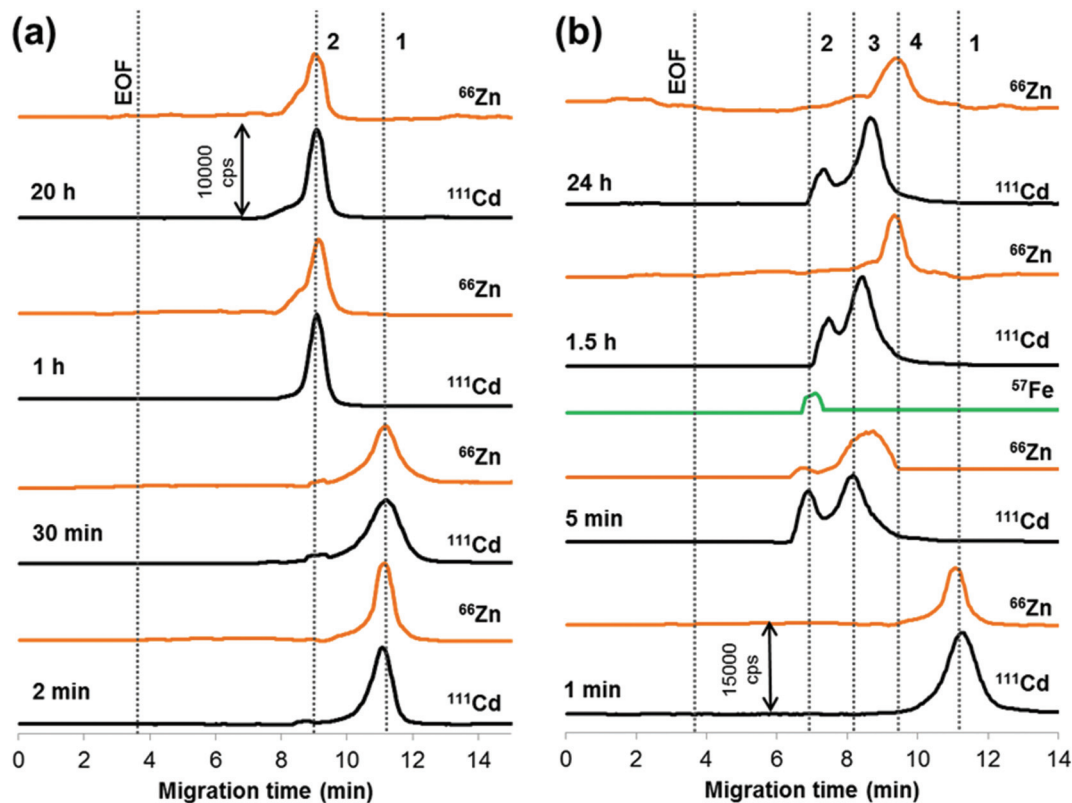 (a)
EOF
2
1
⁶⁶Zn
10000
cps
20 h
¹¹¹Cd
⁶⁶Zn
1 h
¹¹¹Cd
⁶⁶Zn
30 min
¹¹¹Cd
⁶⁶Zn
2 min
¹¹¹Cd
0 2 4 6 8 10 12 14
Migration time (min)
(b)
EOF
2 3 4 1
⁶⁶Zn
24 h
¹¹¹Cd
⁶⁶Zn
1.5 h
¹¹¹Cd
⁵⁷Fe
⁶⁶Zn
5 min
¹¹¹Cd
⁶⁶Zn
15000
cps
1 min
¹¹¹Cd
0 2 4 6 8 10 12 14
Migration time (min)